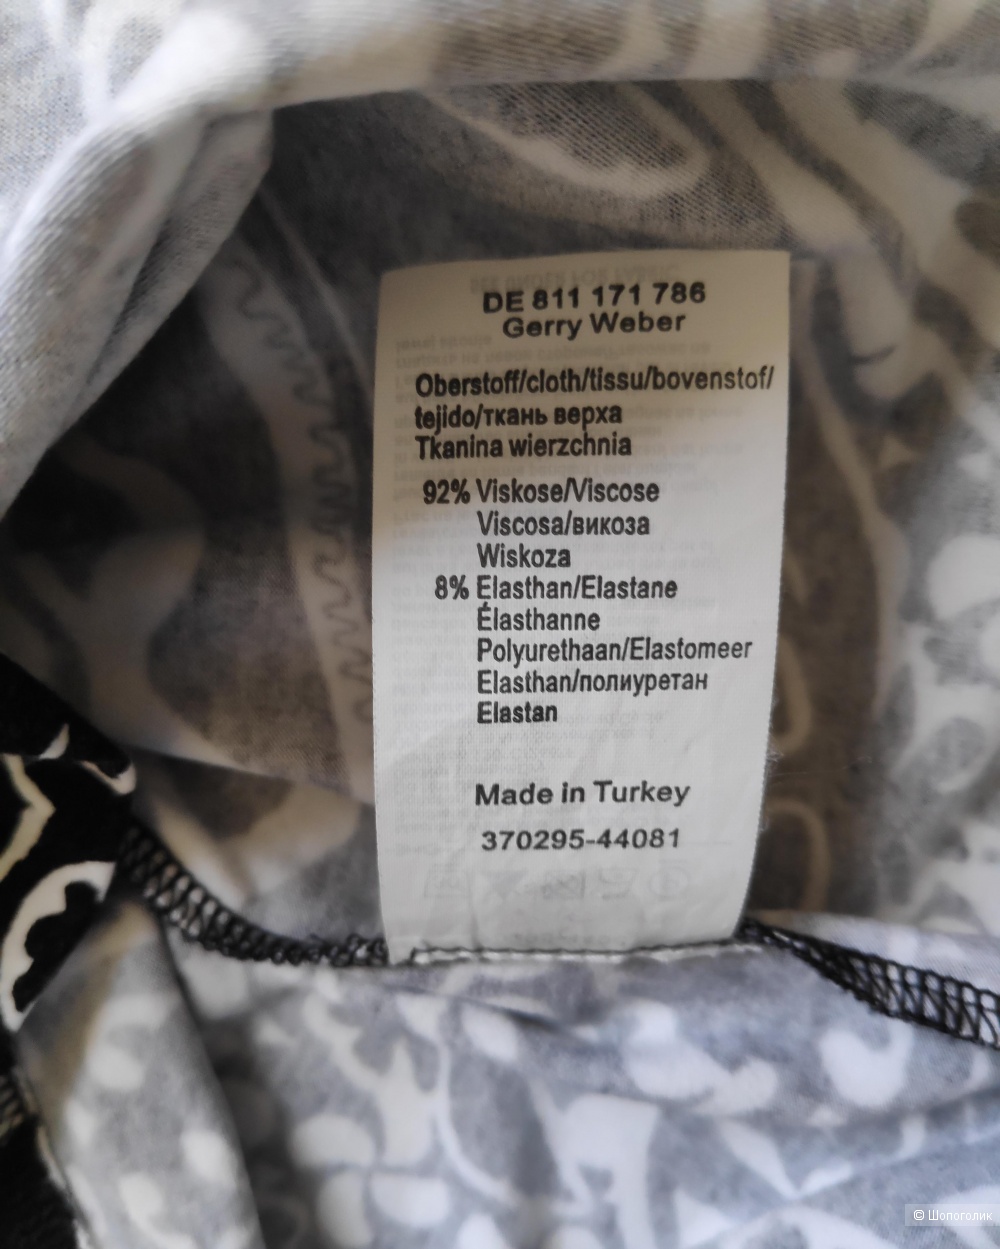 DE 811 171 786
Gerry Weber
Oberstoff/cloth/tissu/bovenstof/
tejido/ткань верха
Tkanina wierzchnia
92% Viskose/Viscose
Viscosa/викоза
Wiskoza
8% Elasthan/Elastane
Élasthanne
Polyurethaan/Elastomeer
Elasthan/полиуретан
Elastan
Made in Turkey
370295-44081
© Шопоголик